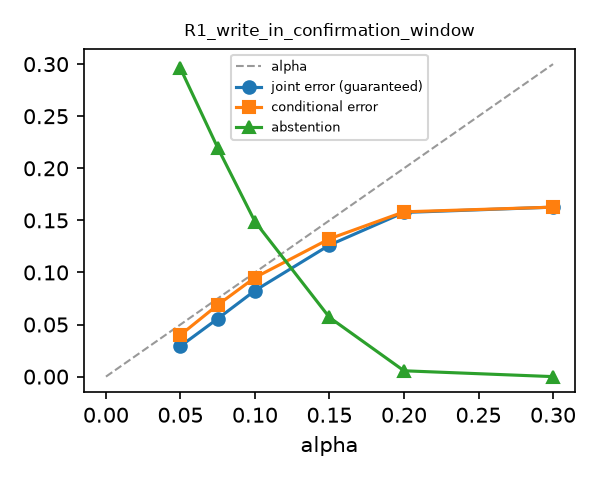 R1_write_in_confirmation_window
alpha
joint error (guaranteed)
conditional error
abstention
0.30
0.25
0.20
0.15
0.10
0.05
0.00
0.00 0.05 0.10 0.15 0.20 0.25 0.30
alpha